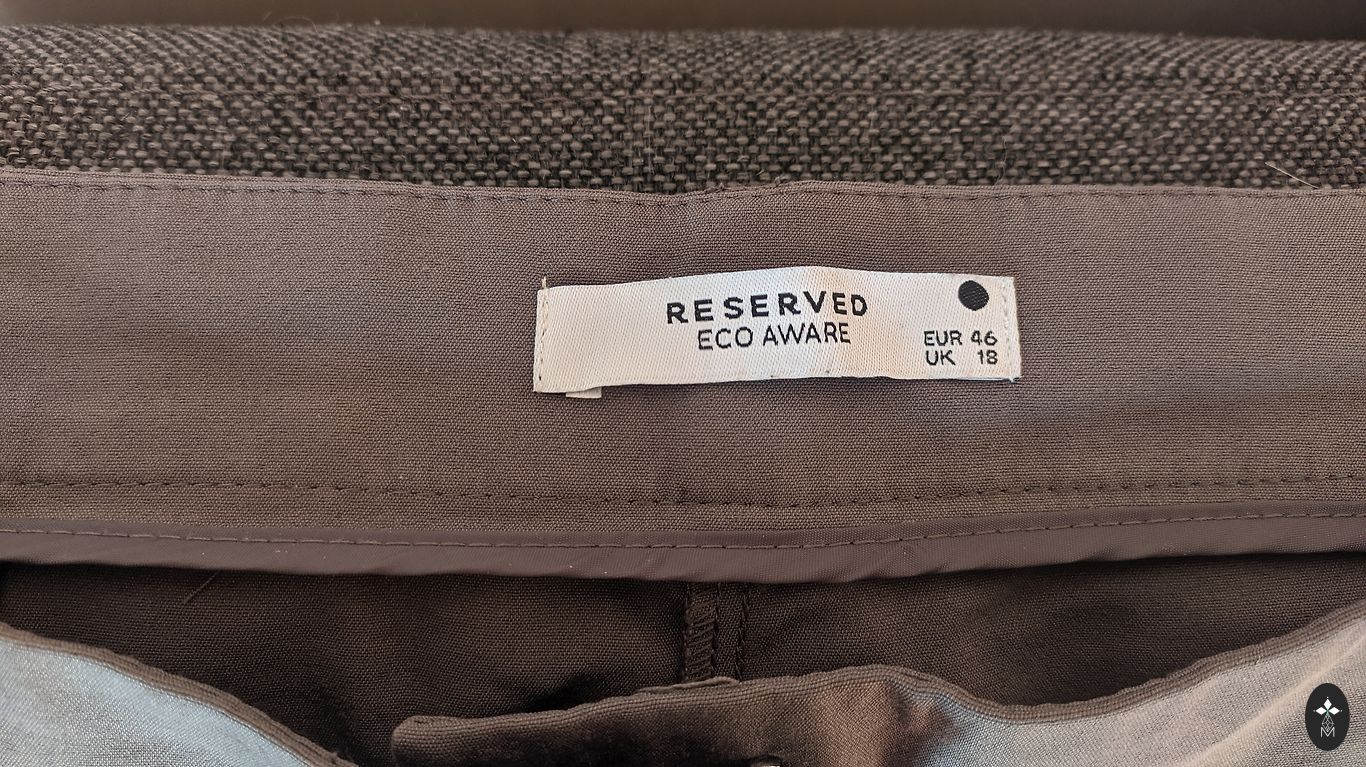 RESERVED
ECO AWARE
EUR 46
UK 18
M